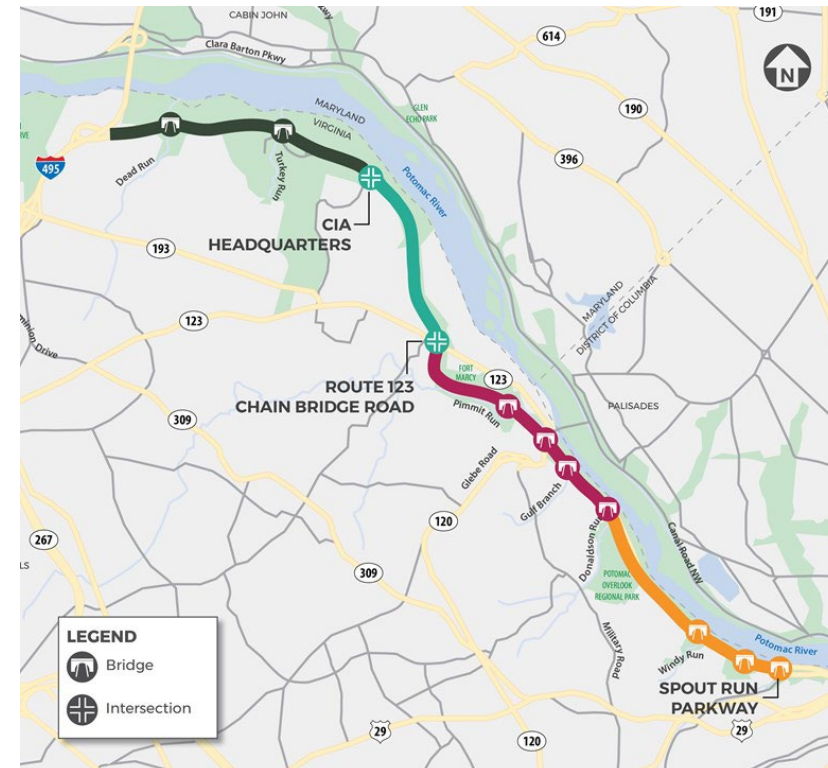 CABIN JOHN
191
Clara Barton Pkwy
614
N
MARYLAND
VIRGINIA
GLEN
ECHO PARK
190
495
Dead Run
Turkey Run
396
Potomac River
CIA
HEADQUARTERS
193
MARYLAND
DISTRICT OF COLUMBIA
123
ROUTE 123
CHAIN BRIDGE ROAD
FORT
MARCY
123
Pimmit Run
PALISADES
309
Glebe Road
Gulf Branch
120
267
Donaldson Run
Canal Road NW
309
POTOMAC
OVERLOOK
REGIONAL PARK
LEGEND
Bridge
Intersection
Military Road
Windy Run
Potomac River
SPOUT RUN
PARKWAY
29
120
29